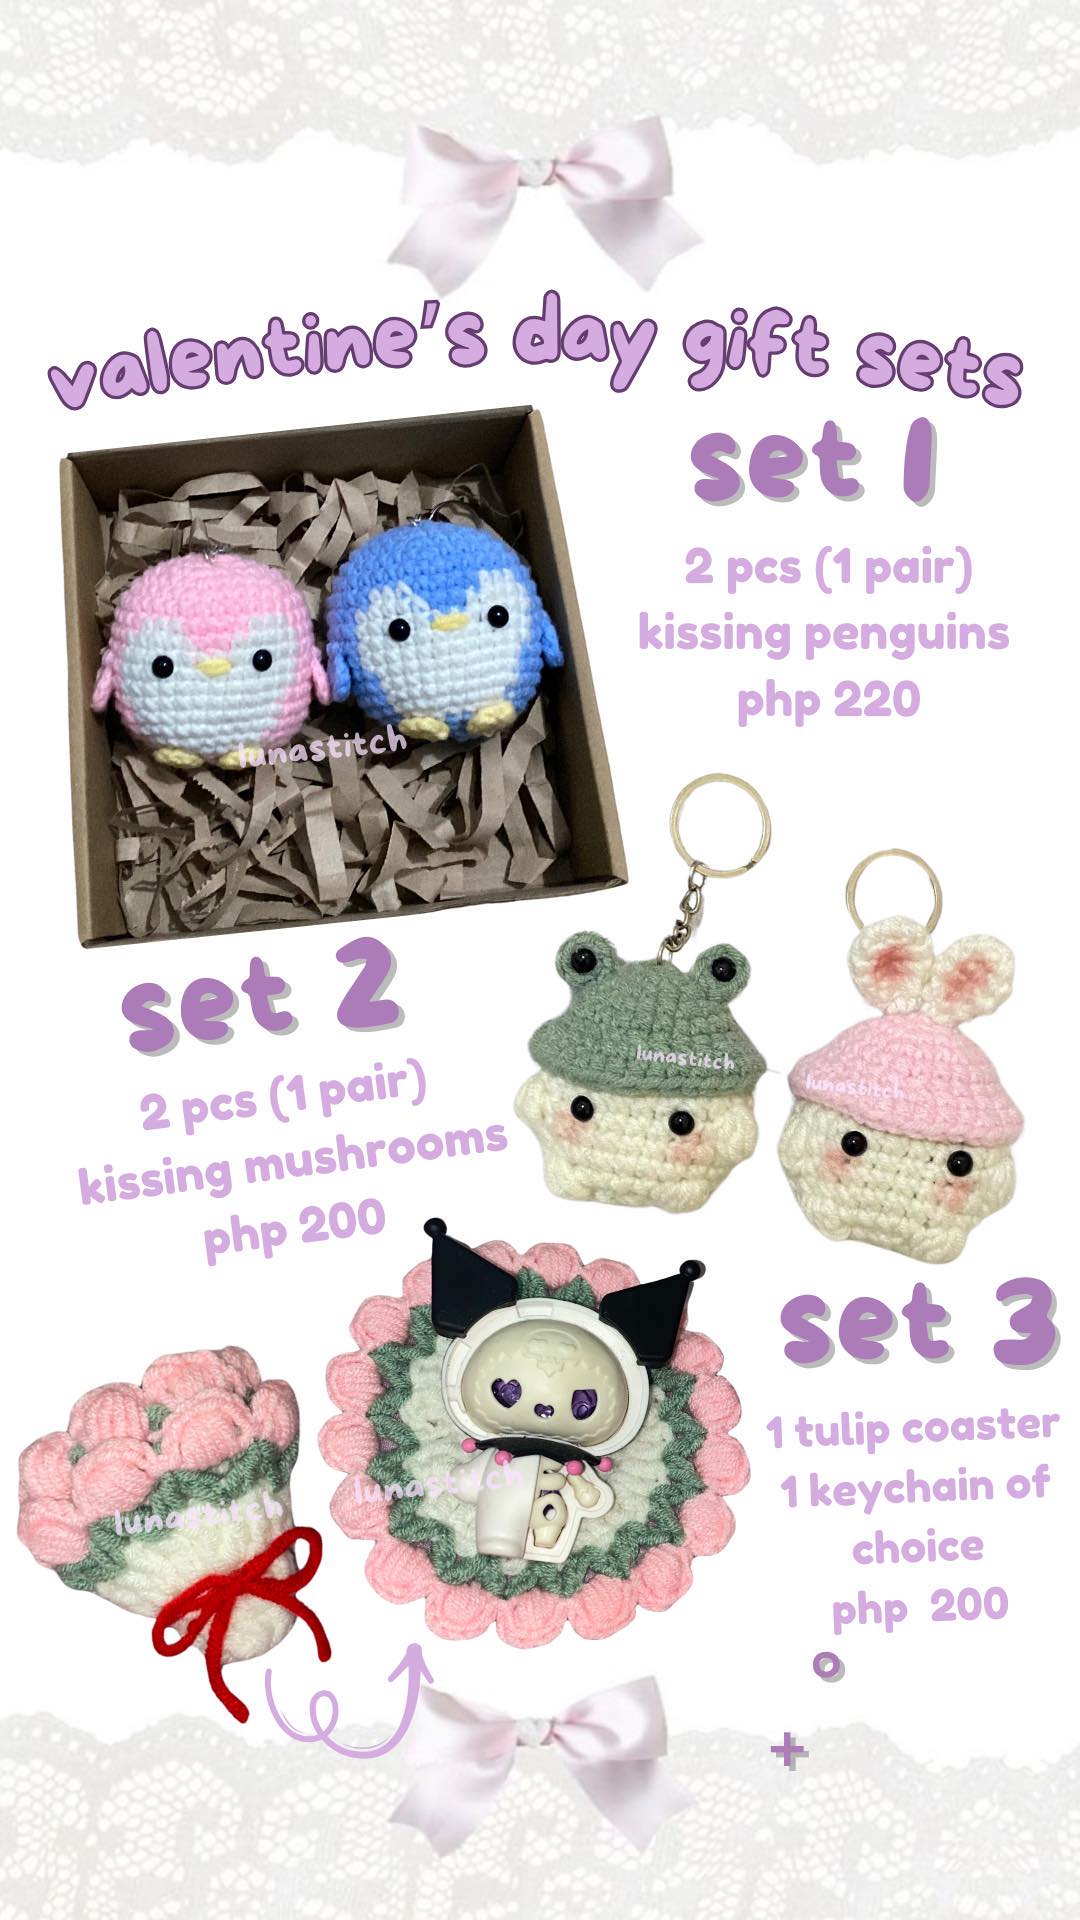 valentine's day gift sets
set 1
2 pcs (1 pair)
kissing penguins
php 220
lunastitch
set 2
2 pcs (1 pair)
kissing mushrooms
php 200
lunastitch
lunastitch
set 3
1 tulip coaster
1 keychain of
choice
php 200
lunastitch
lunastitch
+